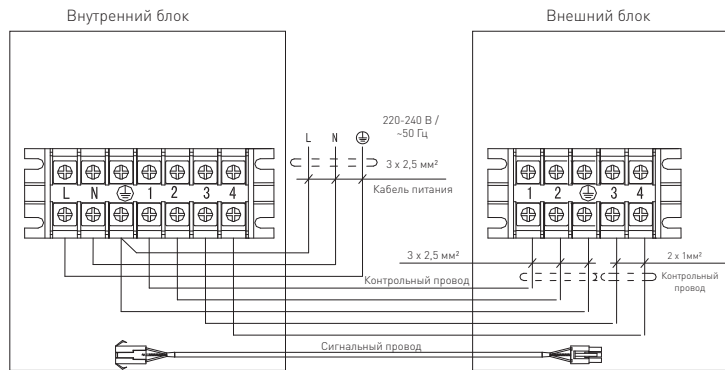 Внутренний блок
Внешний блок
220-240 В /
~50 Гц
L N
3 x 2,5 мм²
Кабель питания
L N 1 2 3 4
1 2 3 4
3 x 2,5 мм²
2 x 1мм²
Контрольный провод
Контрольный
провод
Сигнальный провод